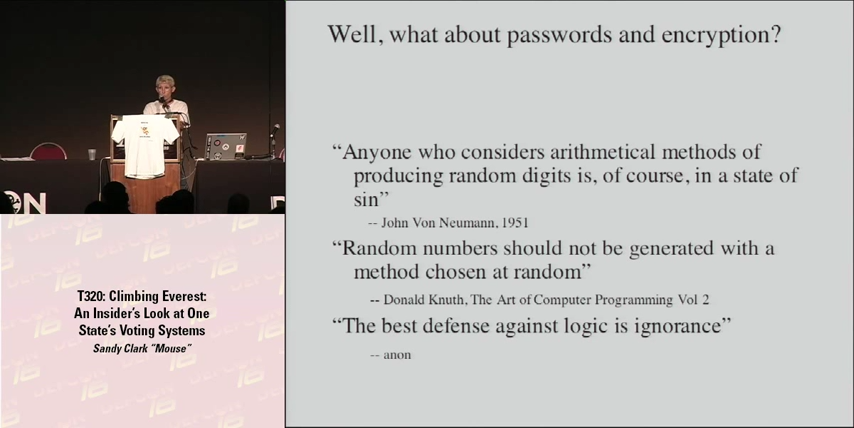 Well, what about passwords and encryption?
“Anyone who considers arithmetical methods of
producing random digits is, of course, in a state of
sin”
-- John Von Neumann, 1951
“Random numbers should not be generated with a
method chosen at random”
-- Donald Knuth, The Art of Computer Programming Vol 2
“The best defense against logic is ignorance”
-- anon
ON
T320: Climbing Everest:
An Insider's Look at One
State's Voting Systems
Sandy Clark “Mouse”